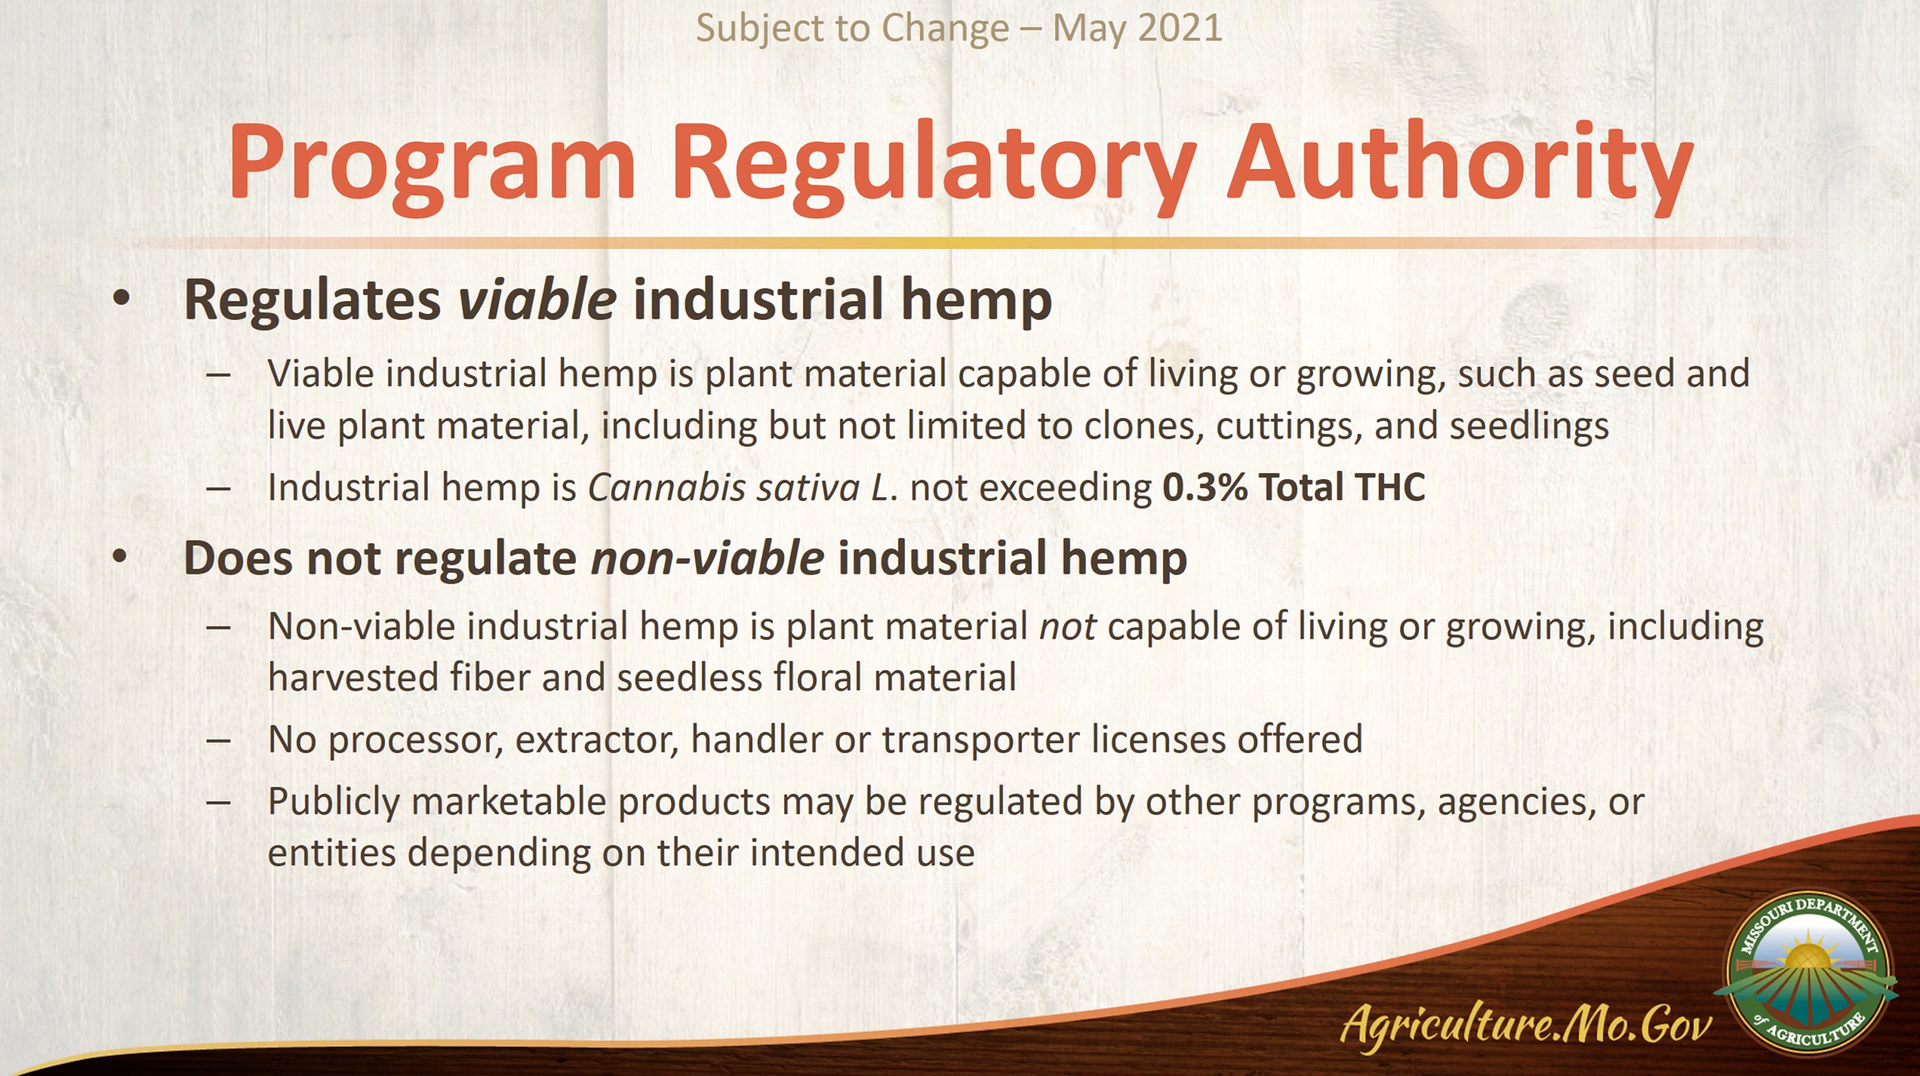 Subject to Change – May 2021
Program Regulatory Authority
• Regulates viable industrial hemp
– Viable industrial hemp is plant material capable of living or growing, such as seed and
live plant material, including but not limited to clones, cuttings, and seedlings
– Industrial hemp is Cannabis sativa L. not exceeding 0.3% Total THC
• Does not regulate non-viable industrial hemp
– Non-viable industrial hemp is plant material not capable of living or growing, including
harvested fiber and seedless floral material
– No processor, extractor, handler or transporter licenses offered
– Publicly marketable products may be regulated by other programs, agencies, or
entities depending on their intended use
Agriculture.Mo.Gov
MISSOURI DEPARTMENT
of AGRICULTURE